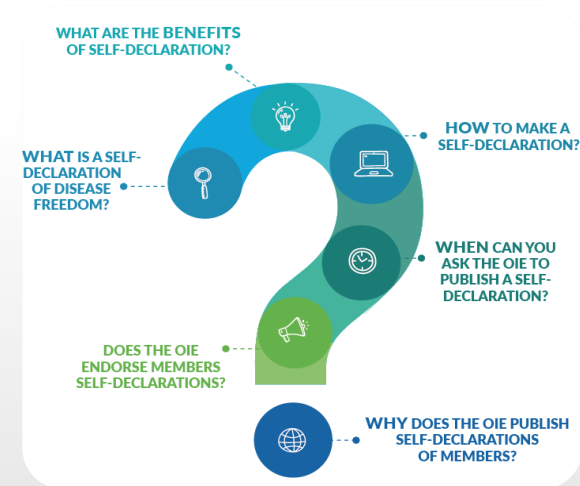 WHAT ARE THE BENEFITS
OF SELF-DECLARATION?
HOW TO MAKE A
SELF-DECLARATION?
WHAT IS A SELF-
DECLARATION
OF DISEASE
FREEDOM?
WHEN CAN YOU
ASK THE OIE TO
PUBLISH A SELF-
DECLARATION?
DOES THE OIE
ENDORSE MEMBERS
SELF-DECLARATIONS?
WHY DOES THE OIE PUBLISH
SELF-DECLARATIONS
OF MEMBERS?